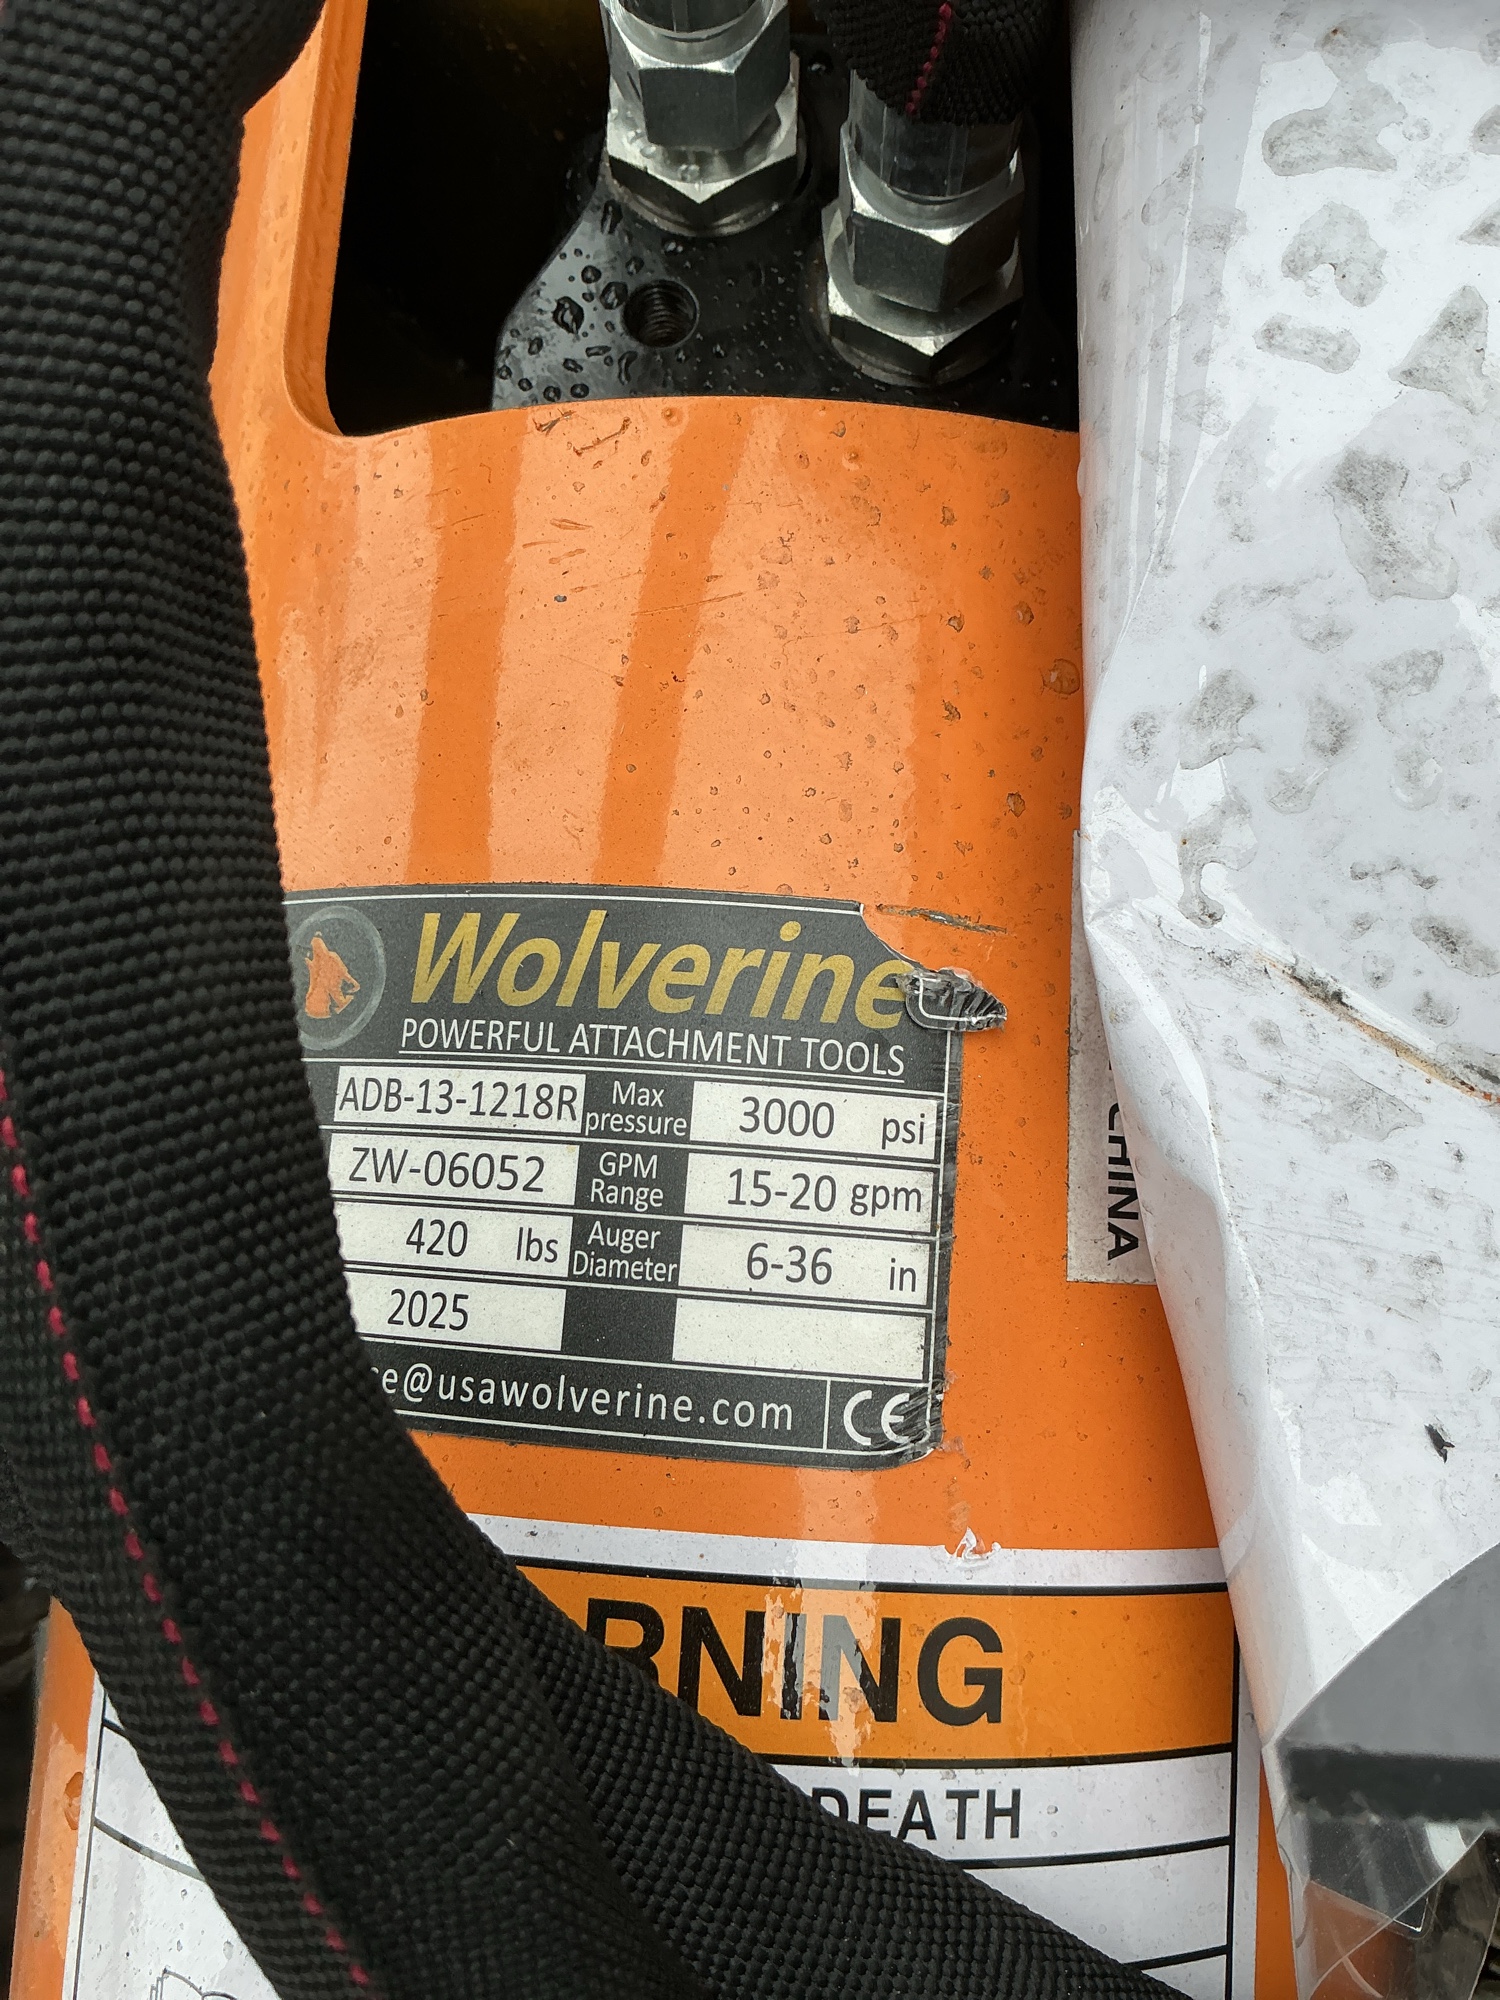 Wolverine
POWERFUL ATTACHMENT TOOLS
ADB-13-1218R Max pressure 3000 psi
ZW-06052 GPM Range 15-20 gpm
420 lbs Auger Diameter 6-36 in
2025
ce@usawolverine.com CE
CHINA
RNING
DEATH